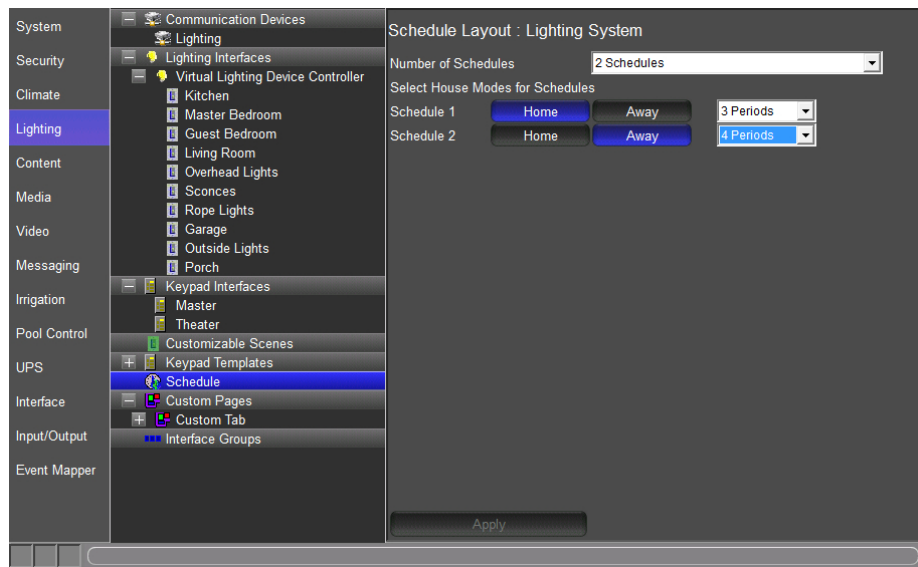 System
Security
Climate
Lighting
Content
Media
Video
Messaging
Irrigation
Pool Control
UPS
Interface
Input/Output
Event Mapper
Communication Devices
Lighting
Lighting Interfaces
Virtual Lighting Device Controller
Kitchen
Master Bedroom
Guest Bedroom
Living Room
Overhead Lights
Sconces
Rope Lights
Garage
Outside Lights
Porch
Keypad Interfaces
Master
Theater
Customizable Scenes
Keypad Templates
Schedule
Custom Pages
Custom Tab
Interface Groups
Schedule Layout : Lighting System
Number of Schedules 2 Schedules
Select House Modes for Schedules
Schedule 1 Home Away 3 Periods
Schedule 2 Home Away 4 Periods
Apply